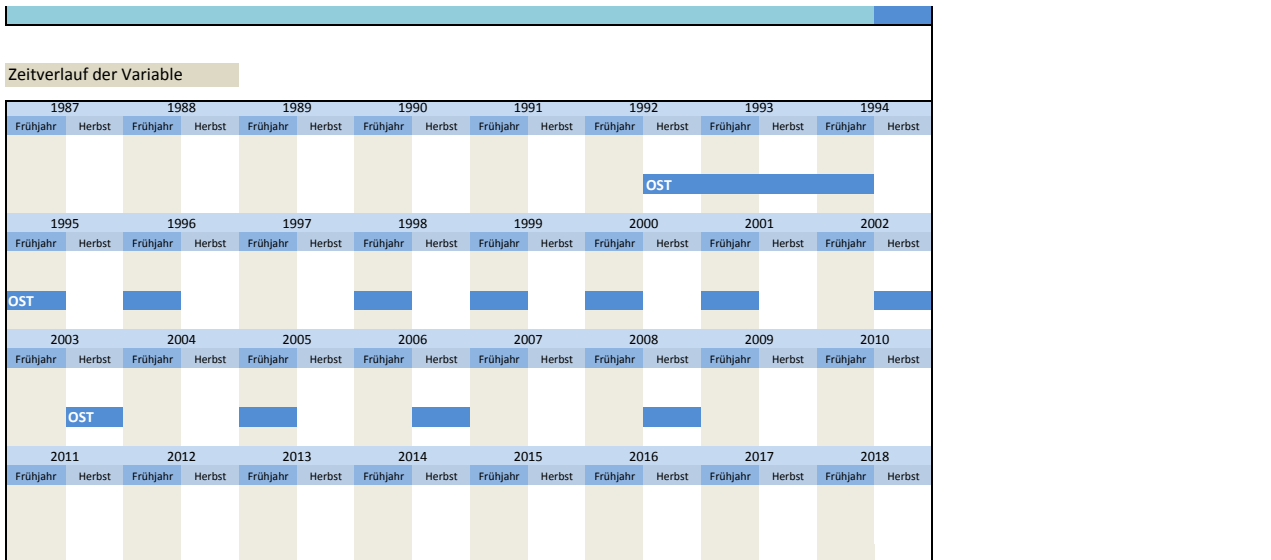 Zeitverlauf der Variable
1987 1988 1989 1990 1991 1992 1993 1994
Frühjahr Herbst Frühjahr Herbst Frühjahr Herbst Frühjahr Herbst Frühjahr Herbst Frühjahr Herbst Frühjahr Herbst Frühjahr Herbst
OST
1995 1996 1997 1998 1999 2000 2001 2002
Frühjahr Herbst Frühjahr Herbst Frühjahr Herbst Frühjahr Herbst Frühjahr Herbst Frühjahr Herbst Frühjahr Herbst Frühjahr Herbst
OST
2003 2004 2005 2006 2007 2008 2009 2010
Frühjahr Herbst Frühjahr Herbst Frühjahr Herbst Frühjahr Herbst Frühjahr Herbst Frühjahr Herbst Frühjahr Herbst Frühjahr Herbst
OST
2011 2012 2013 2014 2015 2016 2017 2018
Frühjahr Herbst Frühjahr Herbst Frühjahr Herbst Frühjahr Herbst Frühjahr Herbst Frühjahr Herbst Frühjahr Herbst Frühjahr Herbst